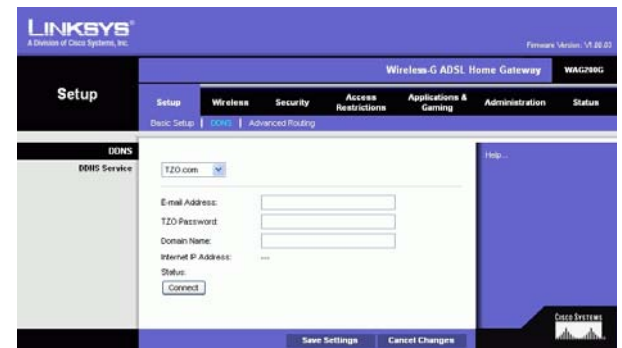 LINKSYS®
A Division of Cisco Systems, Inc.
Firmware Version: V1.00.03
Wireless-G ADSL Home Gateway WAG200G
Setup
Setup Wireless Security Access Restrictions Applications & Gaming Administration Status
Basic Setup | DDNS | Advanced Routing
DDNS
DDNS Service
TZO.com
Help...
E-mail Address:
TZO Password:
Domain Name:
Internet IP Address: ---
Status:
Connect
Save Settings Cancel Changes
CISCO SYSTEMS